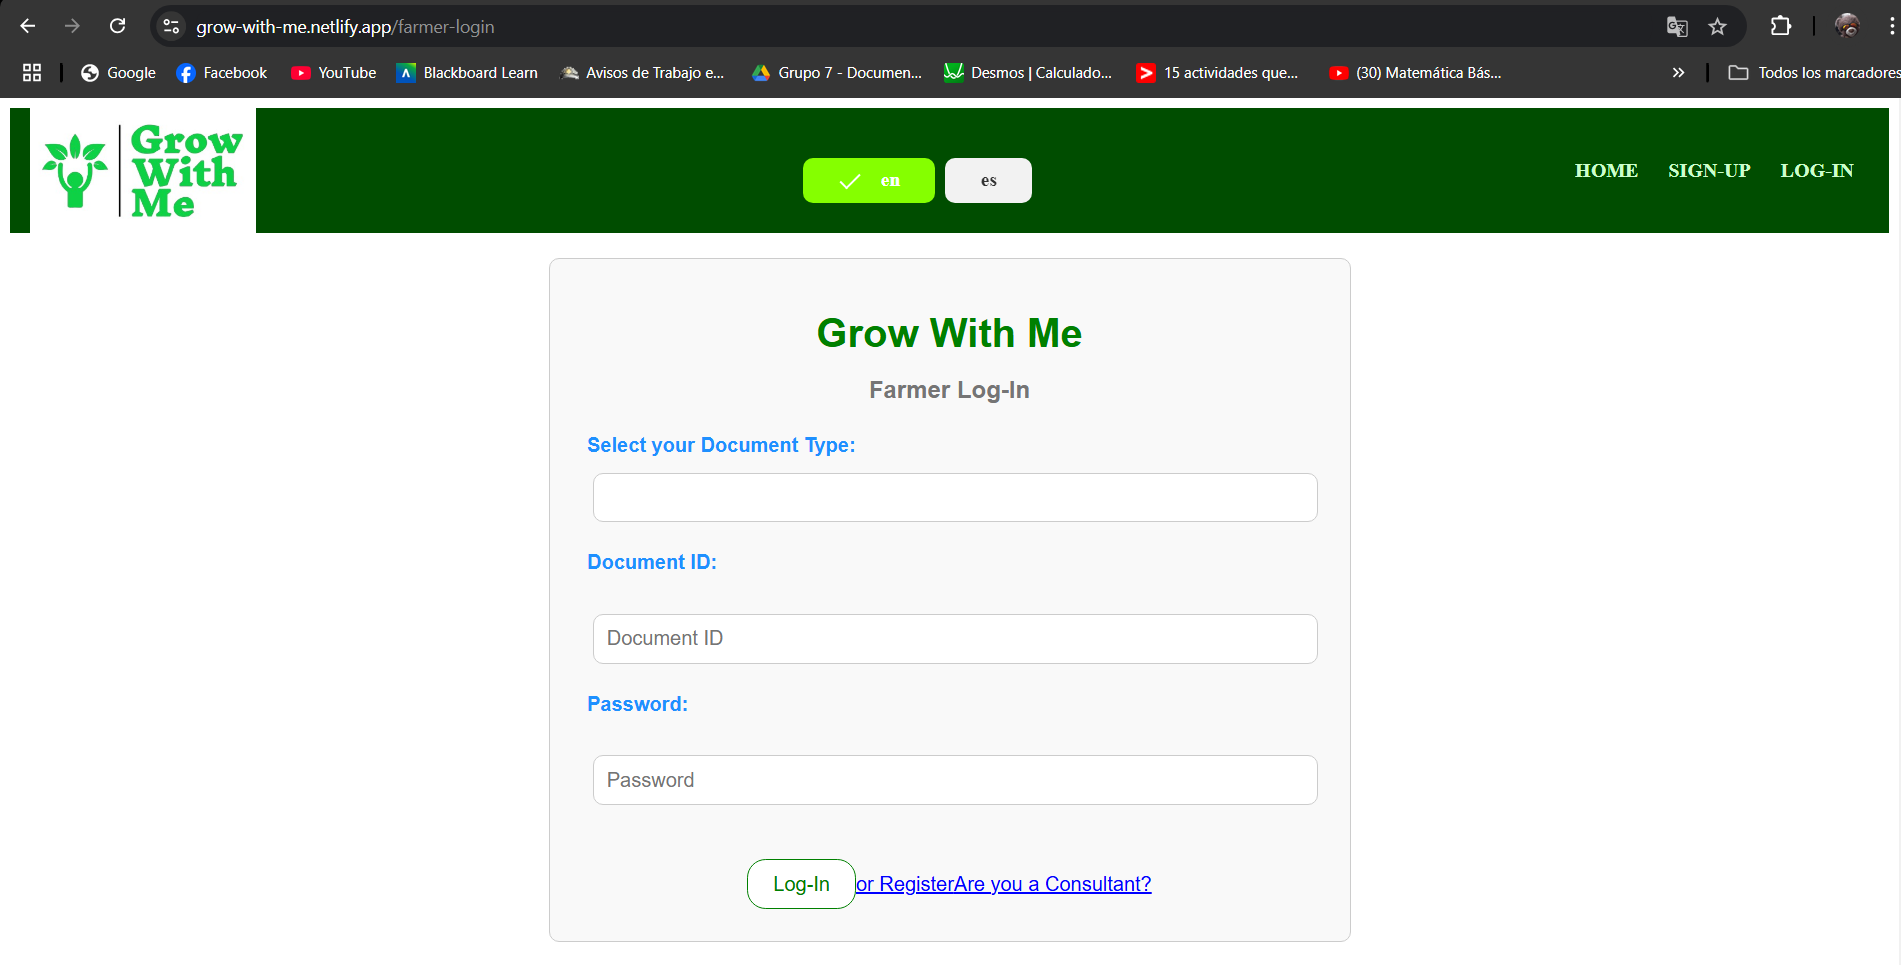 grow-with-me.netlify.app/farmer-login
Google
Facebook
YouTube
Blackboard Learn
Avisos de Trabajo e...
Grupo 7 - Documen...
Desmos | Calculado...
15 actividades que...
(30) Matemática Bás...
Todos los marcadores
Grow
With
Me
en
es
HOME
SIGN-UP
LOG-IN
Grow With Me
Farmer Log-In
Select your Document Type:
Document ID:
Document ID
Password:
Password
Log-In
or RegisterAre you a Consultant?